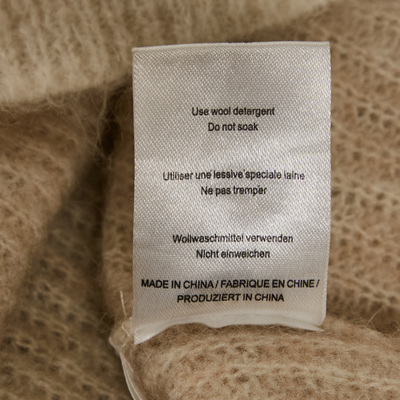 Use wool detergent
Do not soak
Utiliser une lessive speciale laine
Ne pas tremper
Wollwaschmittel verwenden
Nicht einweichen
MADE IN CHINA / FABRIQUE EN CHINE /
PRODUZIERT IN CHINA